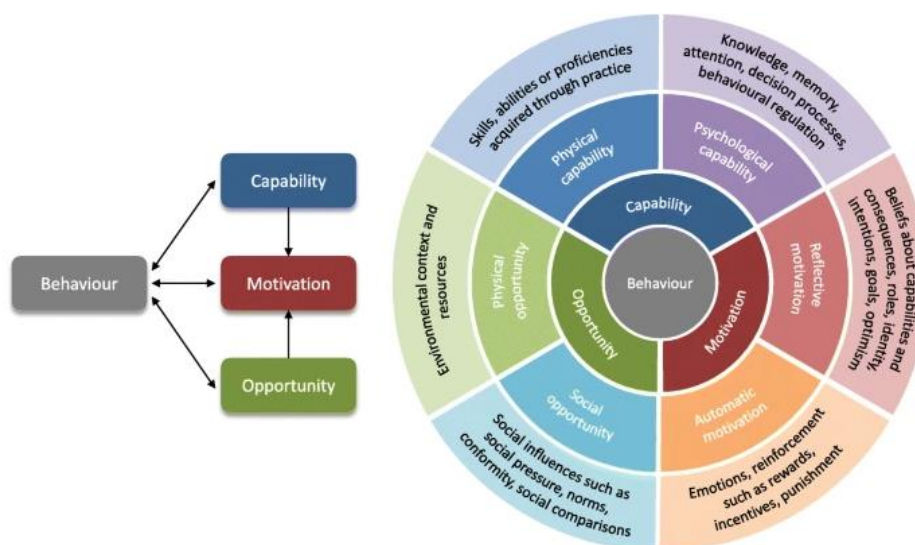 Capability
Behaviour
Motivation
Opportunity
Skills, abilities or proficiencies
acquired through practice
Knowledge, memory,
attention, decision processes,
behavioural regulation
Physical
capability
Psychological
capability
Capability
Environmental context and
resources
Physical
opportunity
Opportunity
Behaviour
Motivation
Reflective
motivation
Beliefs about capabilities and
consequences, roles, identity,
intentions, goals, optimism
Social
opportunity
Automatic
motivation
Social influences such as
social pressure, norms,
conformity, social comparisons
Emotions, reinforcement
such as rewards,
incentives, punishment